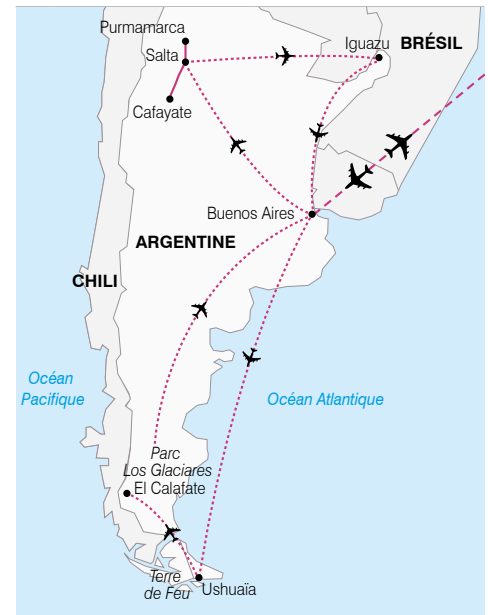 Purmamarca
Salta
Iguazu
BRÉSIL
Cafayate
Buenos Aires
ARGENTINE
CHILI
Océan
Pacifique
Océan Atlantique
Parc
Los Glaciares
El Calafate
Terre
de Feu
Ushuaïa